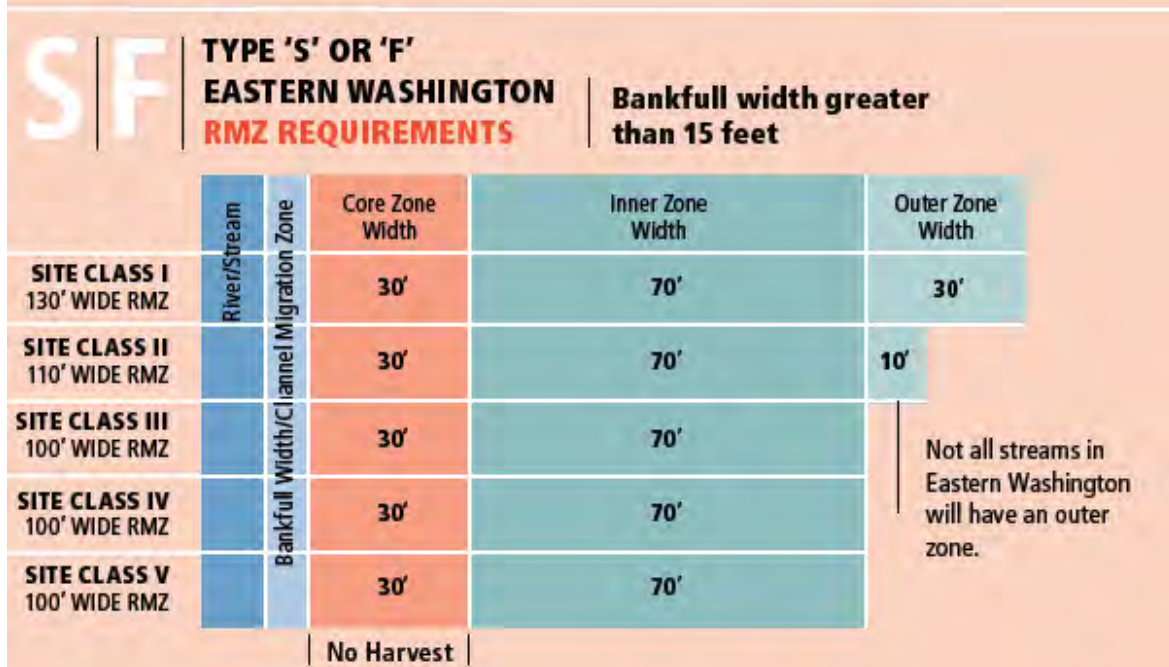 S|F
TYPE ‘S’ OR ‘F’
EASTERN WASHINGTON
RMZ REQUIREMENTS
Bankfull width greater
than 15 feet
River/Stream
Bankfull Width/Channel Migration Zone
Core Zone
Width
Inner Zone
Width
Outer Zone
Width
SITE CLASS I
130’ WIDE RMZ
30’
70’
30’
SITE CLASS II
110’ WIDE RMZ
30’
70’
10’
SITE CLASS III
100’ WIDE RMZ
30’
70’
SITE CLASS IV
100’ WIDE RMZ
30’
70’
SITE CLASS V
100’ WIDE RMZ
30’
70’
Not all streams in
Eastern Washington
will have an outer
zone.
No Harvest